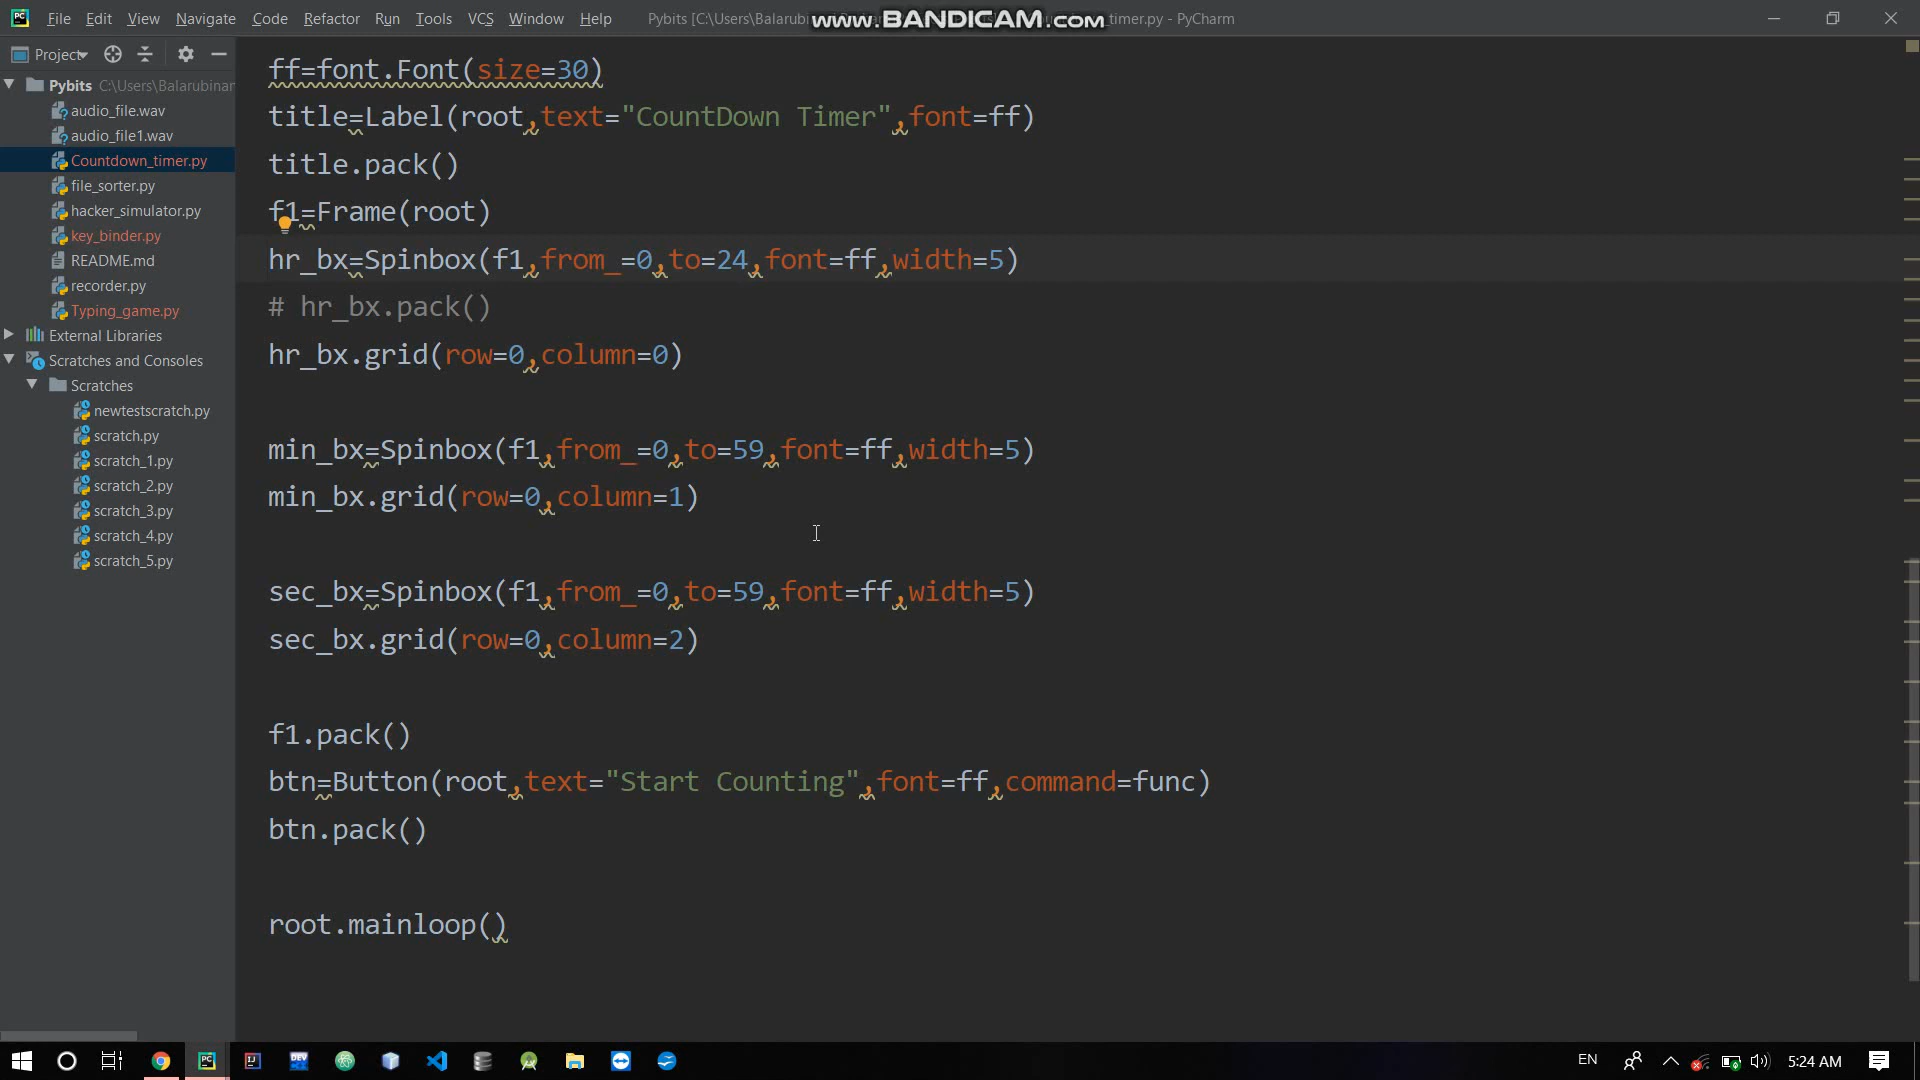 File Edit View Navigate Code Refactor Run Tools VCS Window Help Pybits [C:\Users\Balarubi timer.py - PyCharm
www.BANDICAM.com
Project
Pybits C:\Users\Balarubinan
audio_file.wav
audio_file1.wav
Countdown_timer.py
file_sorter.py
hacker_simulator.py
key_binder.py
README.md
recorder.py
Typing_game.py
External Libraries
Scratches and Consoles
Scratches
newtestscratch.py
scratch.py
scratch_1.py
scratch_2.py
scratch_3.py
scratch_4.py
scratch_5.py
ff=font.Font(size=30)
title=Label(root,text="CountDown Timer",font=ff)
title.pack()
f1=Frame(root)
hr_bx=Spinbox(f1,from_=0,to=24,font=ff,width=5)
# hr_bx.pack()
hr_bx.grid(row=0,column=0)
min_bx=Spinbox(f1,from_=0,to=59,font=ff,width=5)
min_bx.grid(row=0,column=1)
sec_bx=Spinbox(f1,from_=0,to=59,font=ff,width=5)
sec_bx.grid(row=0,column=2)
f1.pack()
btn=Button(root,text="Start Counting",font=ff,command=func)
btn.pack()
root.mainloop()
EN 5:24 AM